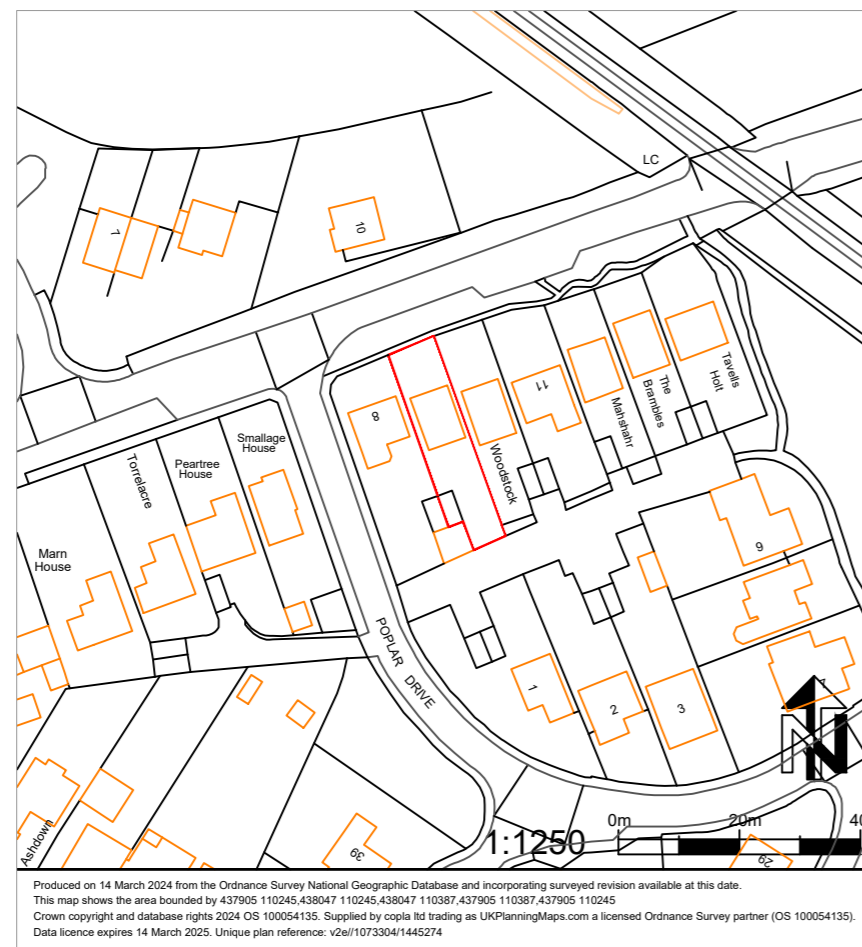 LC
7
10
8
11
Mahshahr
The
Brambles
Tavells
Holt
Woodstock
Smallage
House
Peartree
House
Torrelacre
Marn
House
9
POPLAR DRIVE
1
2
3
Ashdown
39
29
N
1:1250
0m
20m
40
Produced on 14 March 2024 from the Ordnance Survey National Geographic Database and incorporating surveyed revision available at this date.
This map shows the area bounded by 437905 110245,438047 110245,438047 110387,437905 110387,437905 110245
Crown copyright and database rights 2024 OS 100054135. Supplied by copla ltd trading as UKPlanningMaps.com a licensed Ordnance Survey partner (OS 100054135).
Data licence expires 14 March 2025. Unique plan reference: v2e//1073304/1445274